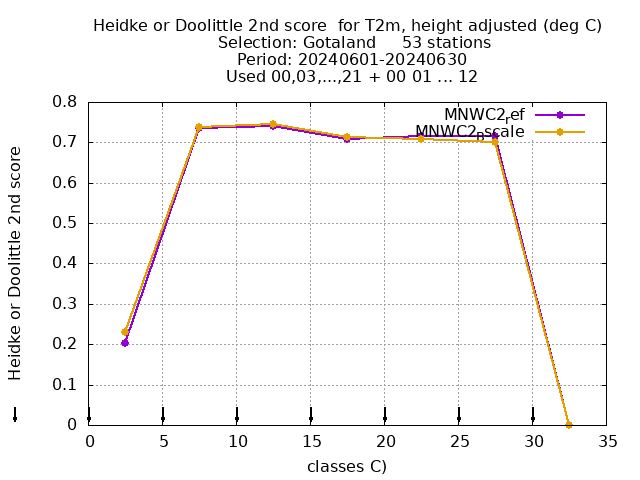 Heidke or Doolittle 2nd score  for T2m, height adjusted (deg C)
Selection: Gotaland     53 stations
Period: 20240601-20240630
Used 00,03,...,21 + 00 01 ... 12
MNWC2ref
MNWC2Bscale
0.8
0.7
0.6
0.5
0.4
0.3
0.2
0.1
0
Heidke or Doolittle 2nd score
0 5 10 15 20 25 30 35
classes C)